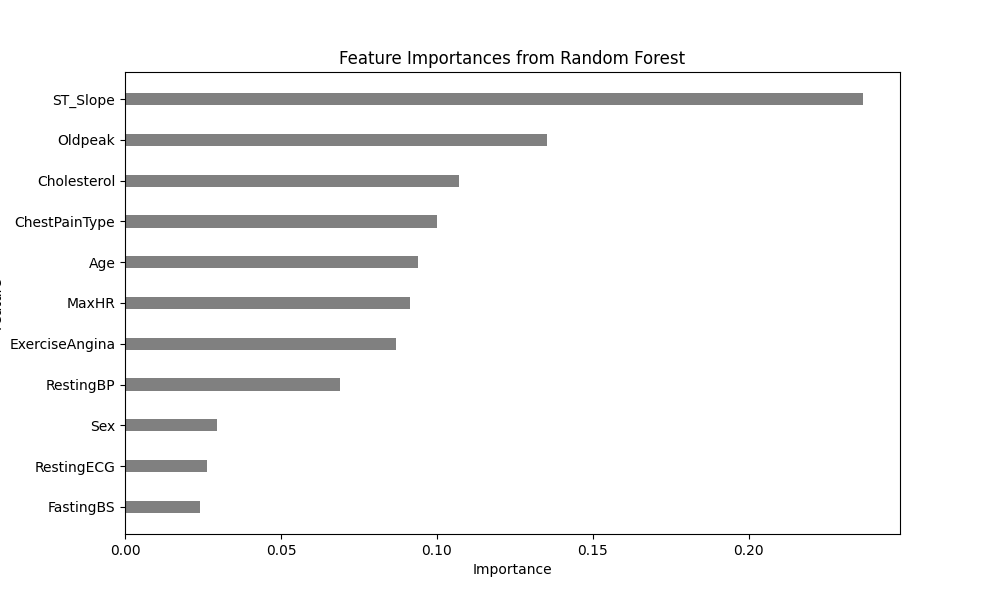 Feature Importances from Random Forest
ST_Slope
Oldpeak
Cholesterol
ChestPainType
Age
MaxHR
ExerciseAngina
RestingBP
Sex
RestingECG
FastingBS
0.00 0.05 0.10 0.15 0.20
Importance